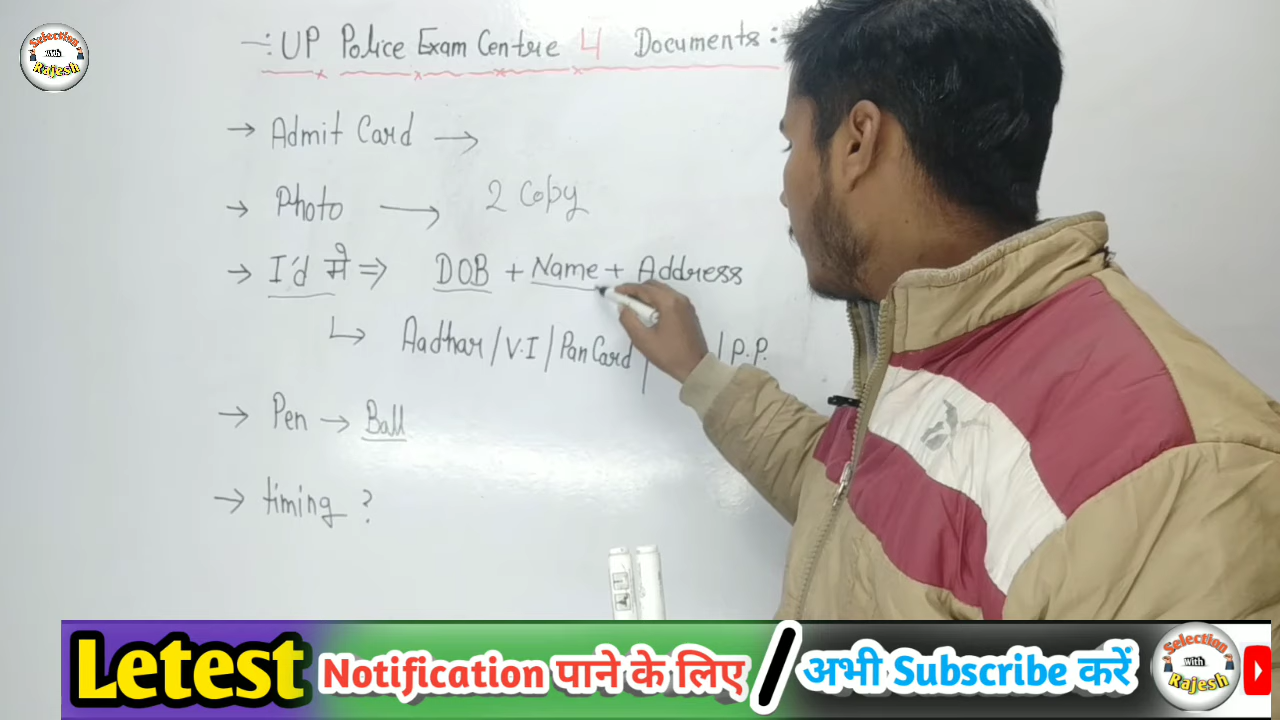 Selection
With
Rajesh
-: UP Police Exam Centre 4 Documents :-
→ Admit Card →
→ Photo → 2 Copy
→ I'd मे ⇒ DOB + Name + Address
↳ Aadhar / V.I / Pan Card / / P.P.
→ Pen → Ball
→ timing ?
Letest Notification पाने के लिए / अभी Subscribe करें
Selection
With
Rajesh